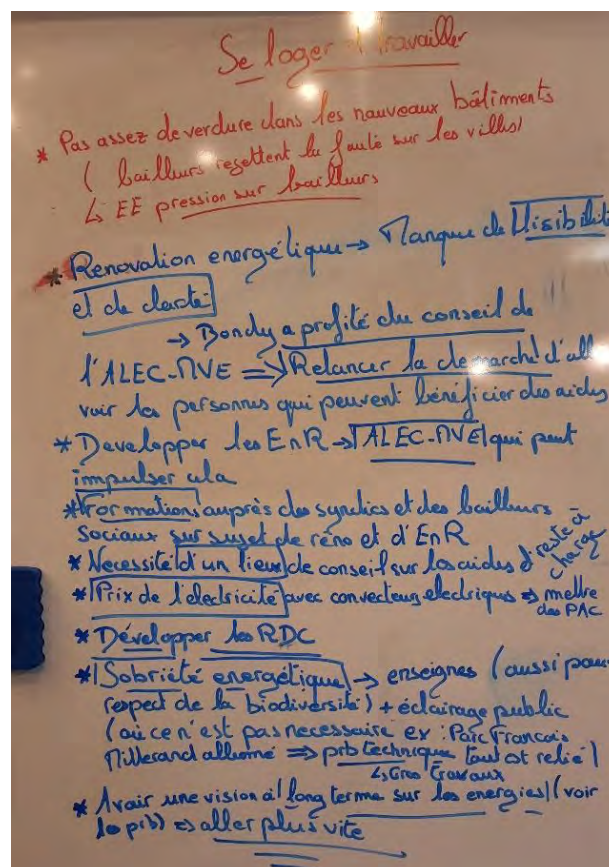 Se loger et travailler
* Pas assez de verdure dans les nouveaux bâtiments
( bailleurs rejettent la faute sur les villes)
↳ EE pression sur bailleurs
* Renovation energétique → Manque de lisibilité
et de clarté
→ Bondy a profité du conseil de
l'ALEC-MVE ⇒ Relancer la demarche d'aller
voir les personnes qui peuvent bénéficier des aides
* Developper les EnR → ALEC-MVE qui peut
impulser cela
* Formations auprès des syndics et des bailleurs
sociaux sur sujet de réno et d'EnR
* Necessité d'un lieu de conseil sur les aides reste à
charge
* Prix de l'électricité avec convecteurs electriques ⇒ mettre
des PAC
* Développer les RDC
* Sobriété energétique → enseignes (aussi pour
respect de la biodiversité) + éclairage public
(où ce n'est pas necessaire ex : Parc François
Mitterand allumé ⇒ prb technique tout est relié)
↳ Gros travaux
* Avoir une vision à long terme sur les energies (voir
les prb) ⇒ aller plus vite